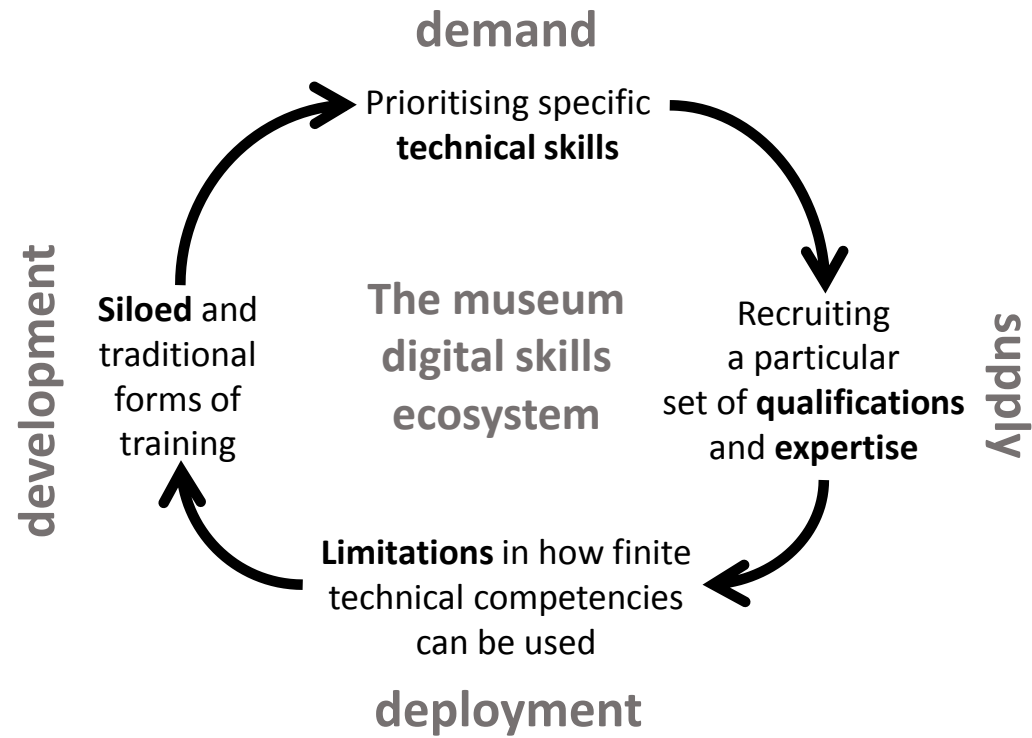 demand
Prioritising specific
technical skills
development
Siloed and
traditional
forms of
training
The museum
digital skills
ecosystem
Recruiting
a particular
set of qualifications
and expertise
supply
Limitations in how finite
technical competencies
can be used
deployment